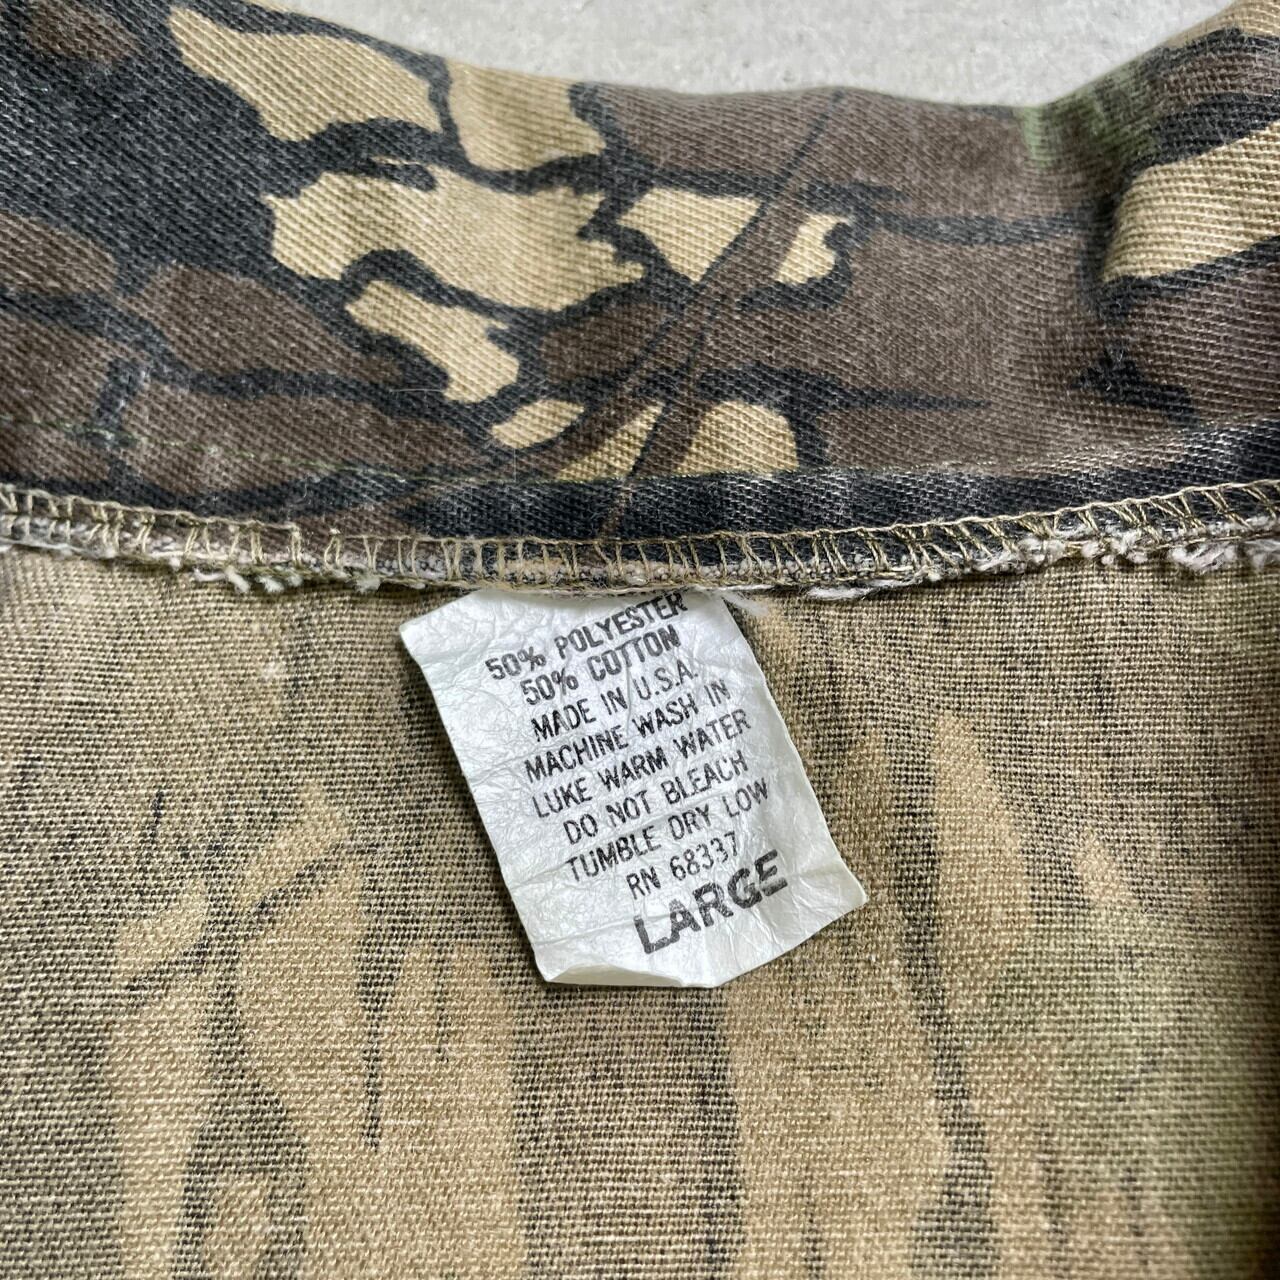 50% POLYESTER
50% COTTON
MADE IN U.S.A.
MACHINE WASH IN
LUKE WARM WATER
DO NOT BLEACH
TUMBLE DRY LOW
RN 68337
LARGE